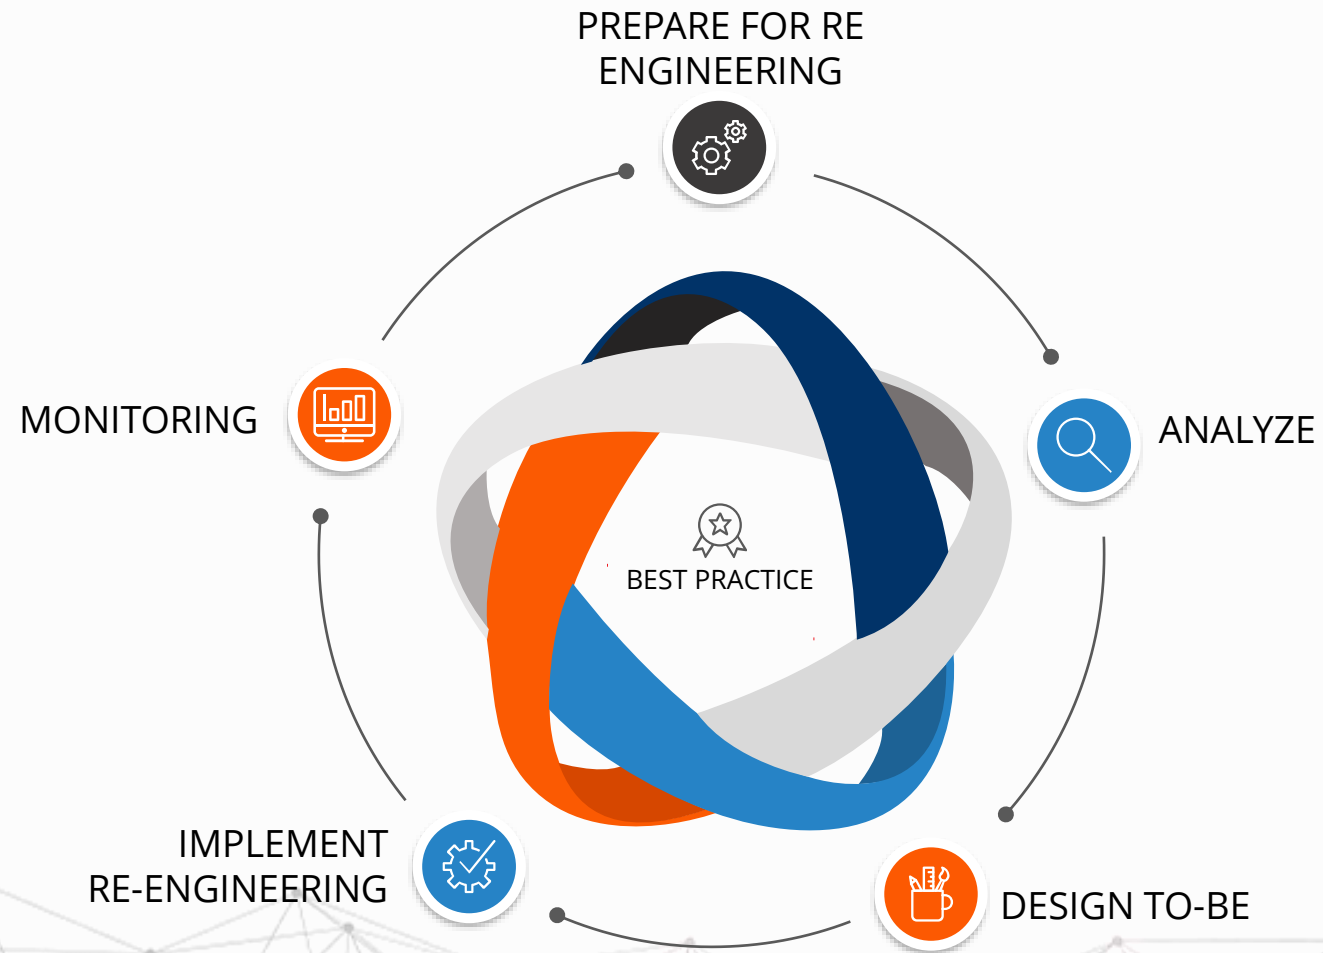 PREPARE FOR RE
ENGINEERING
MONITORING
ANALYZE
BEST PRACTICE
IMPLEMENT
RE-ENGINEERING
DESIGN TO-BE